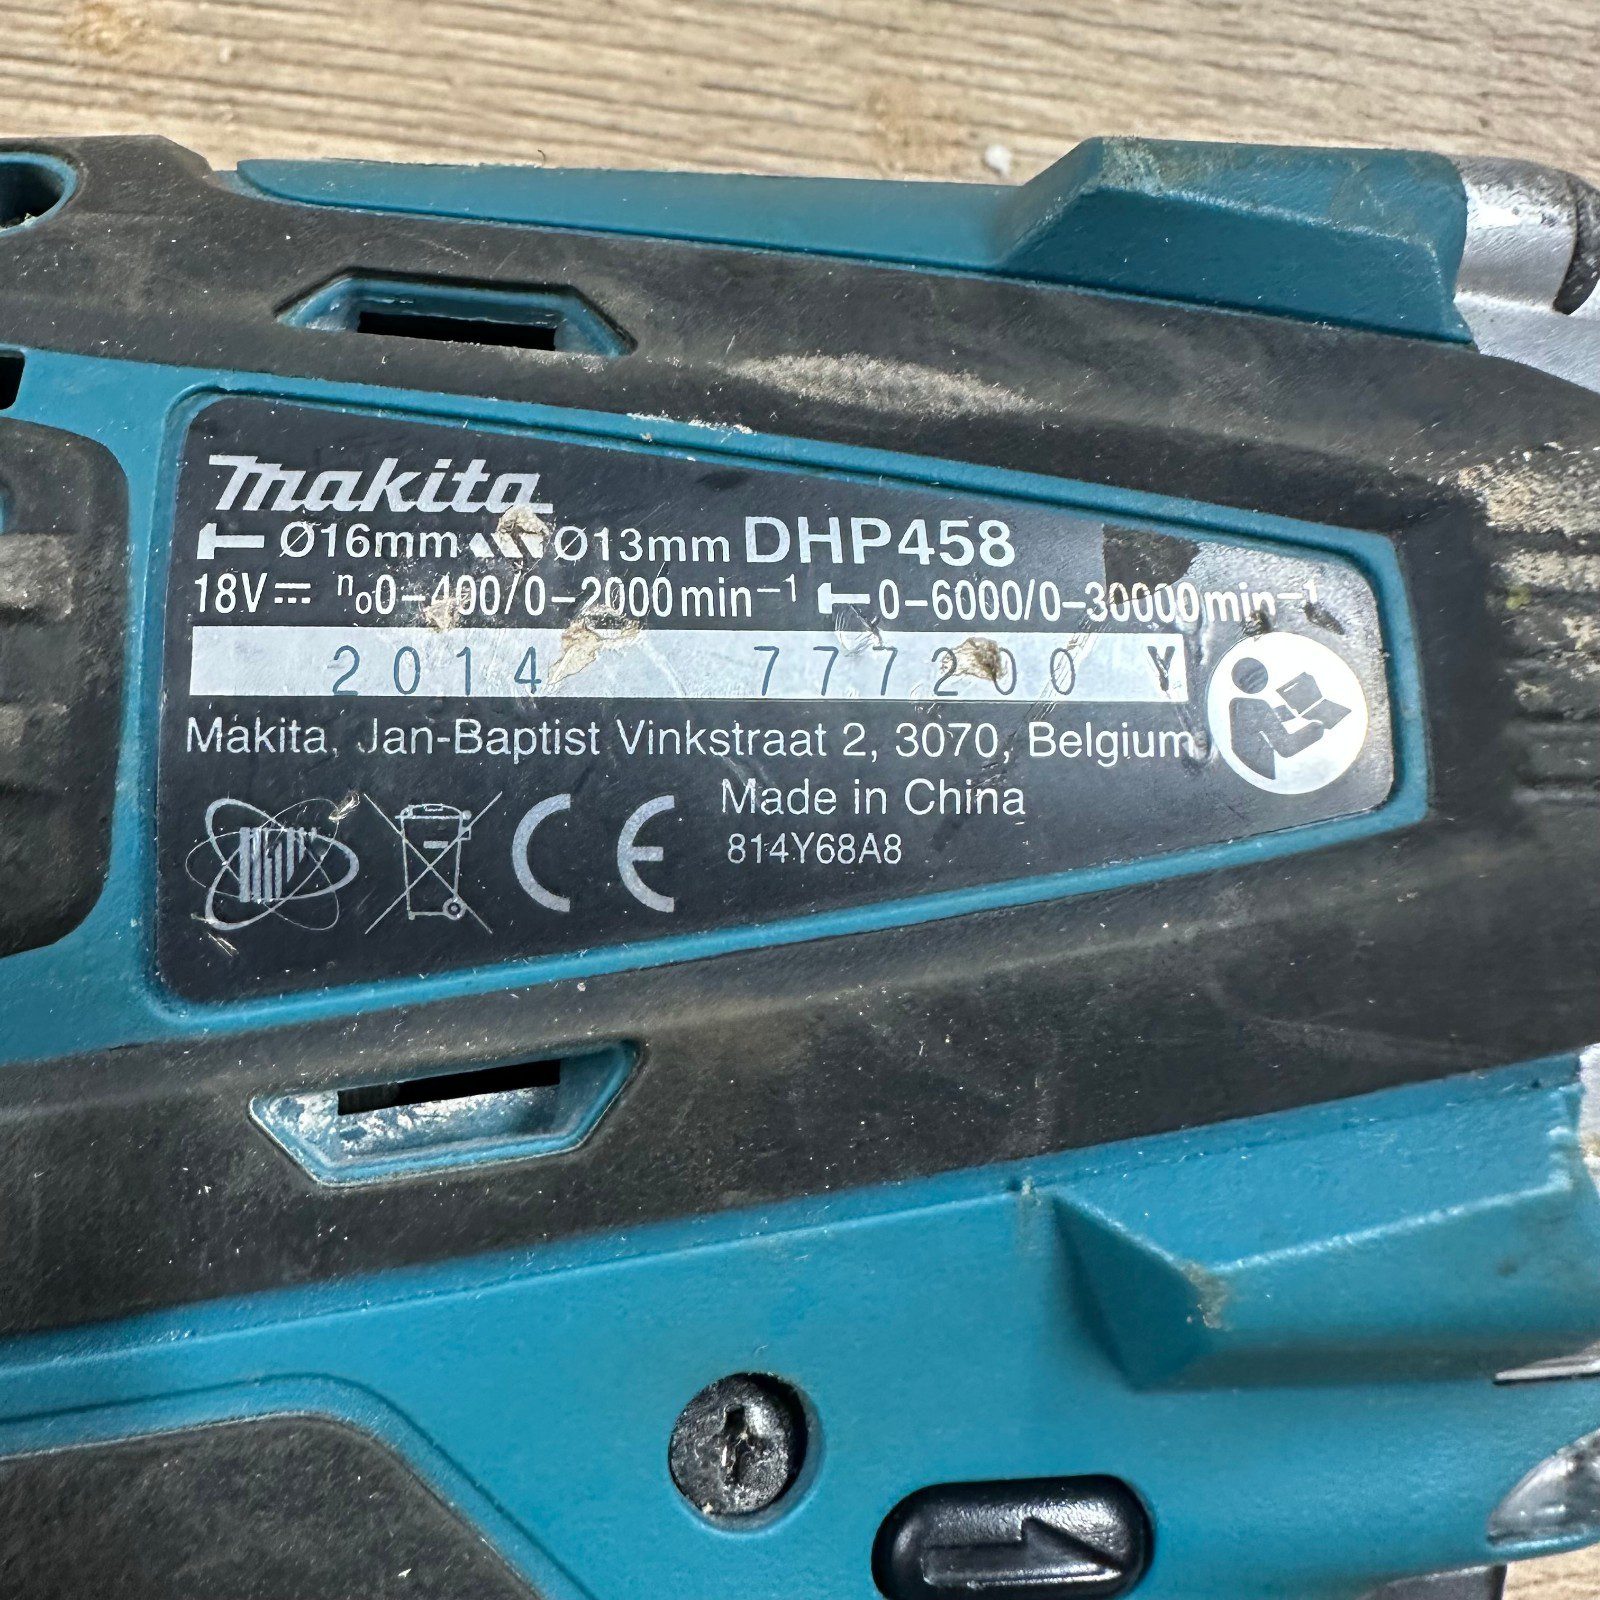 makita
Ø16mm Ø13mm DHP458
18V n₀0-400/0-2000min⁻¹ 0-6000/0-30000min⁻¹
2014 777200 Y
Makita, Jan-Baptist Vinkstraat 2, 3070, Belgium
Made in China
CE 814Y68A8